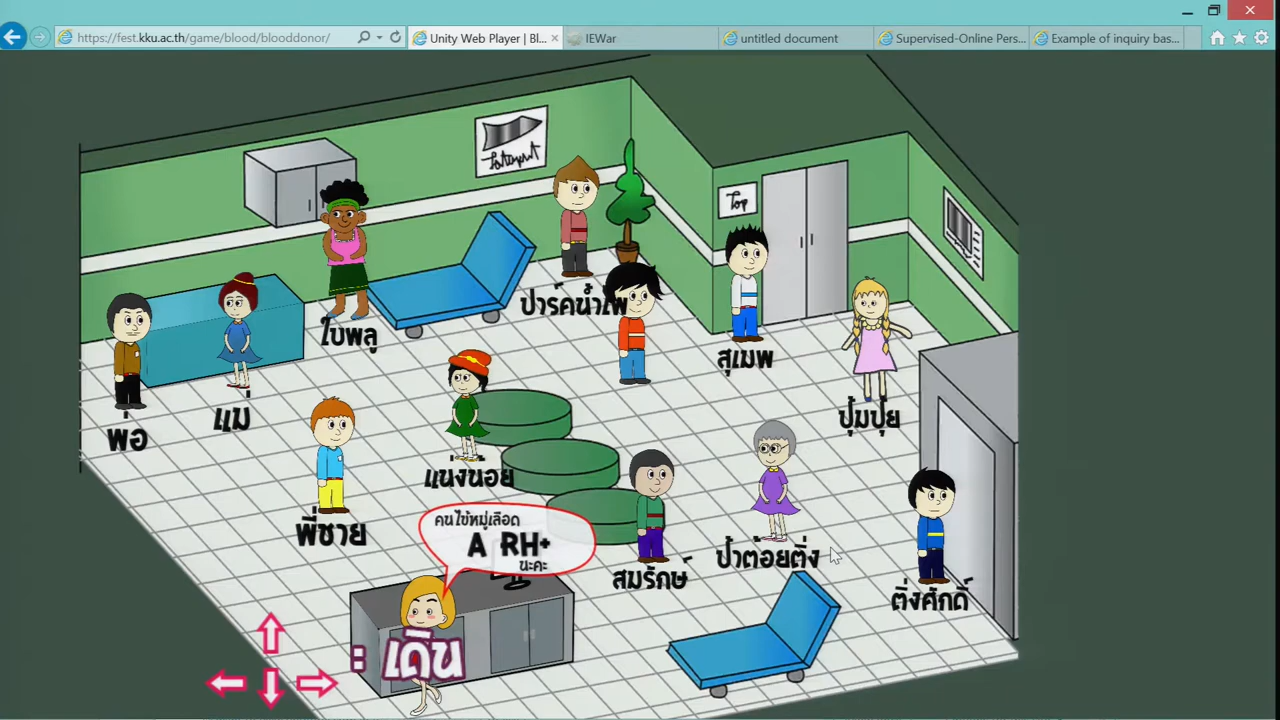 https://fest.kku.ac.th/game/blood/blooddonor/
Unity Web Player | Bl...
IEWar
untitled document
Supervised-Online Pers...
Example of inquiry bas...
Top
ใบพลู
ปาร์คน้ำเพ
สุเมพ
ปุ้มปุ้ย
พ่อ
แม่
แน่งน้อย
พี่ชาย
คนไข้หมู่เลือด
A RH+
นะคะ
สมรักษ์
ป้าต้อยติ่ง
ติ่งศักดิ์
: เดิน